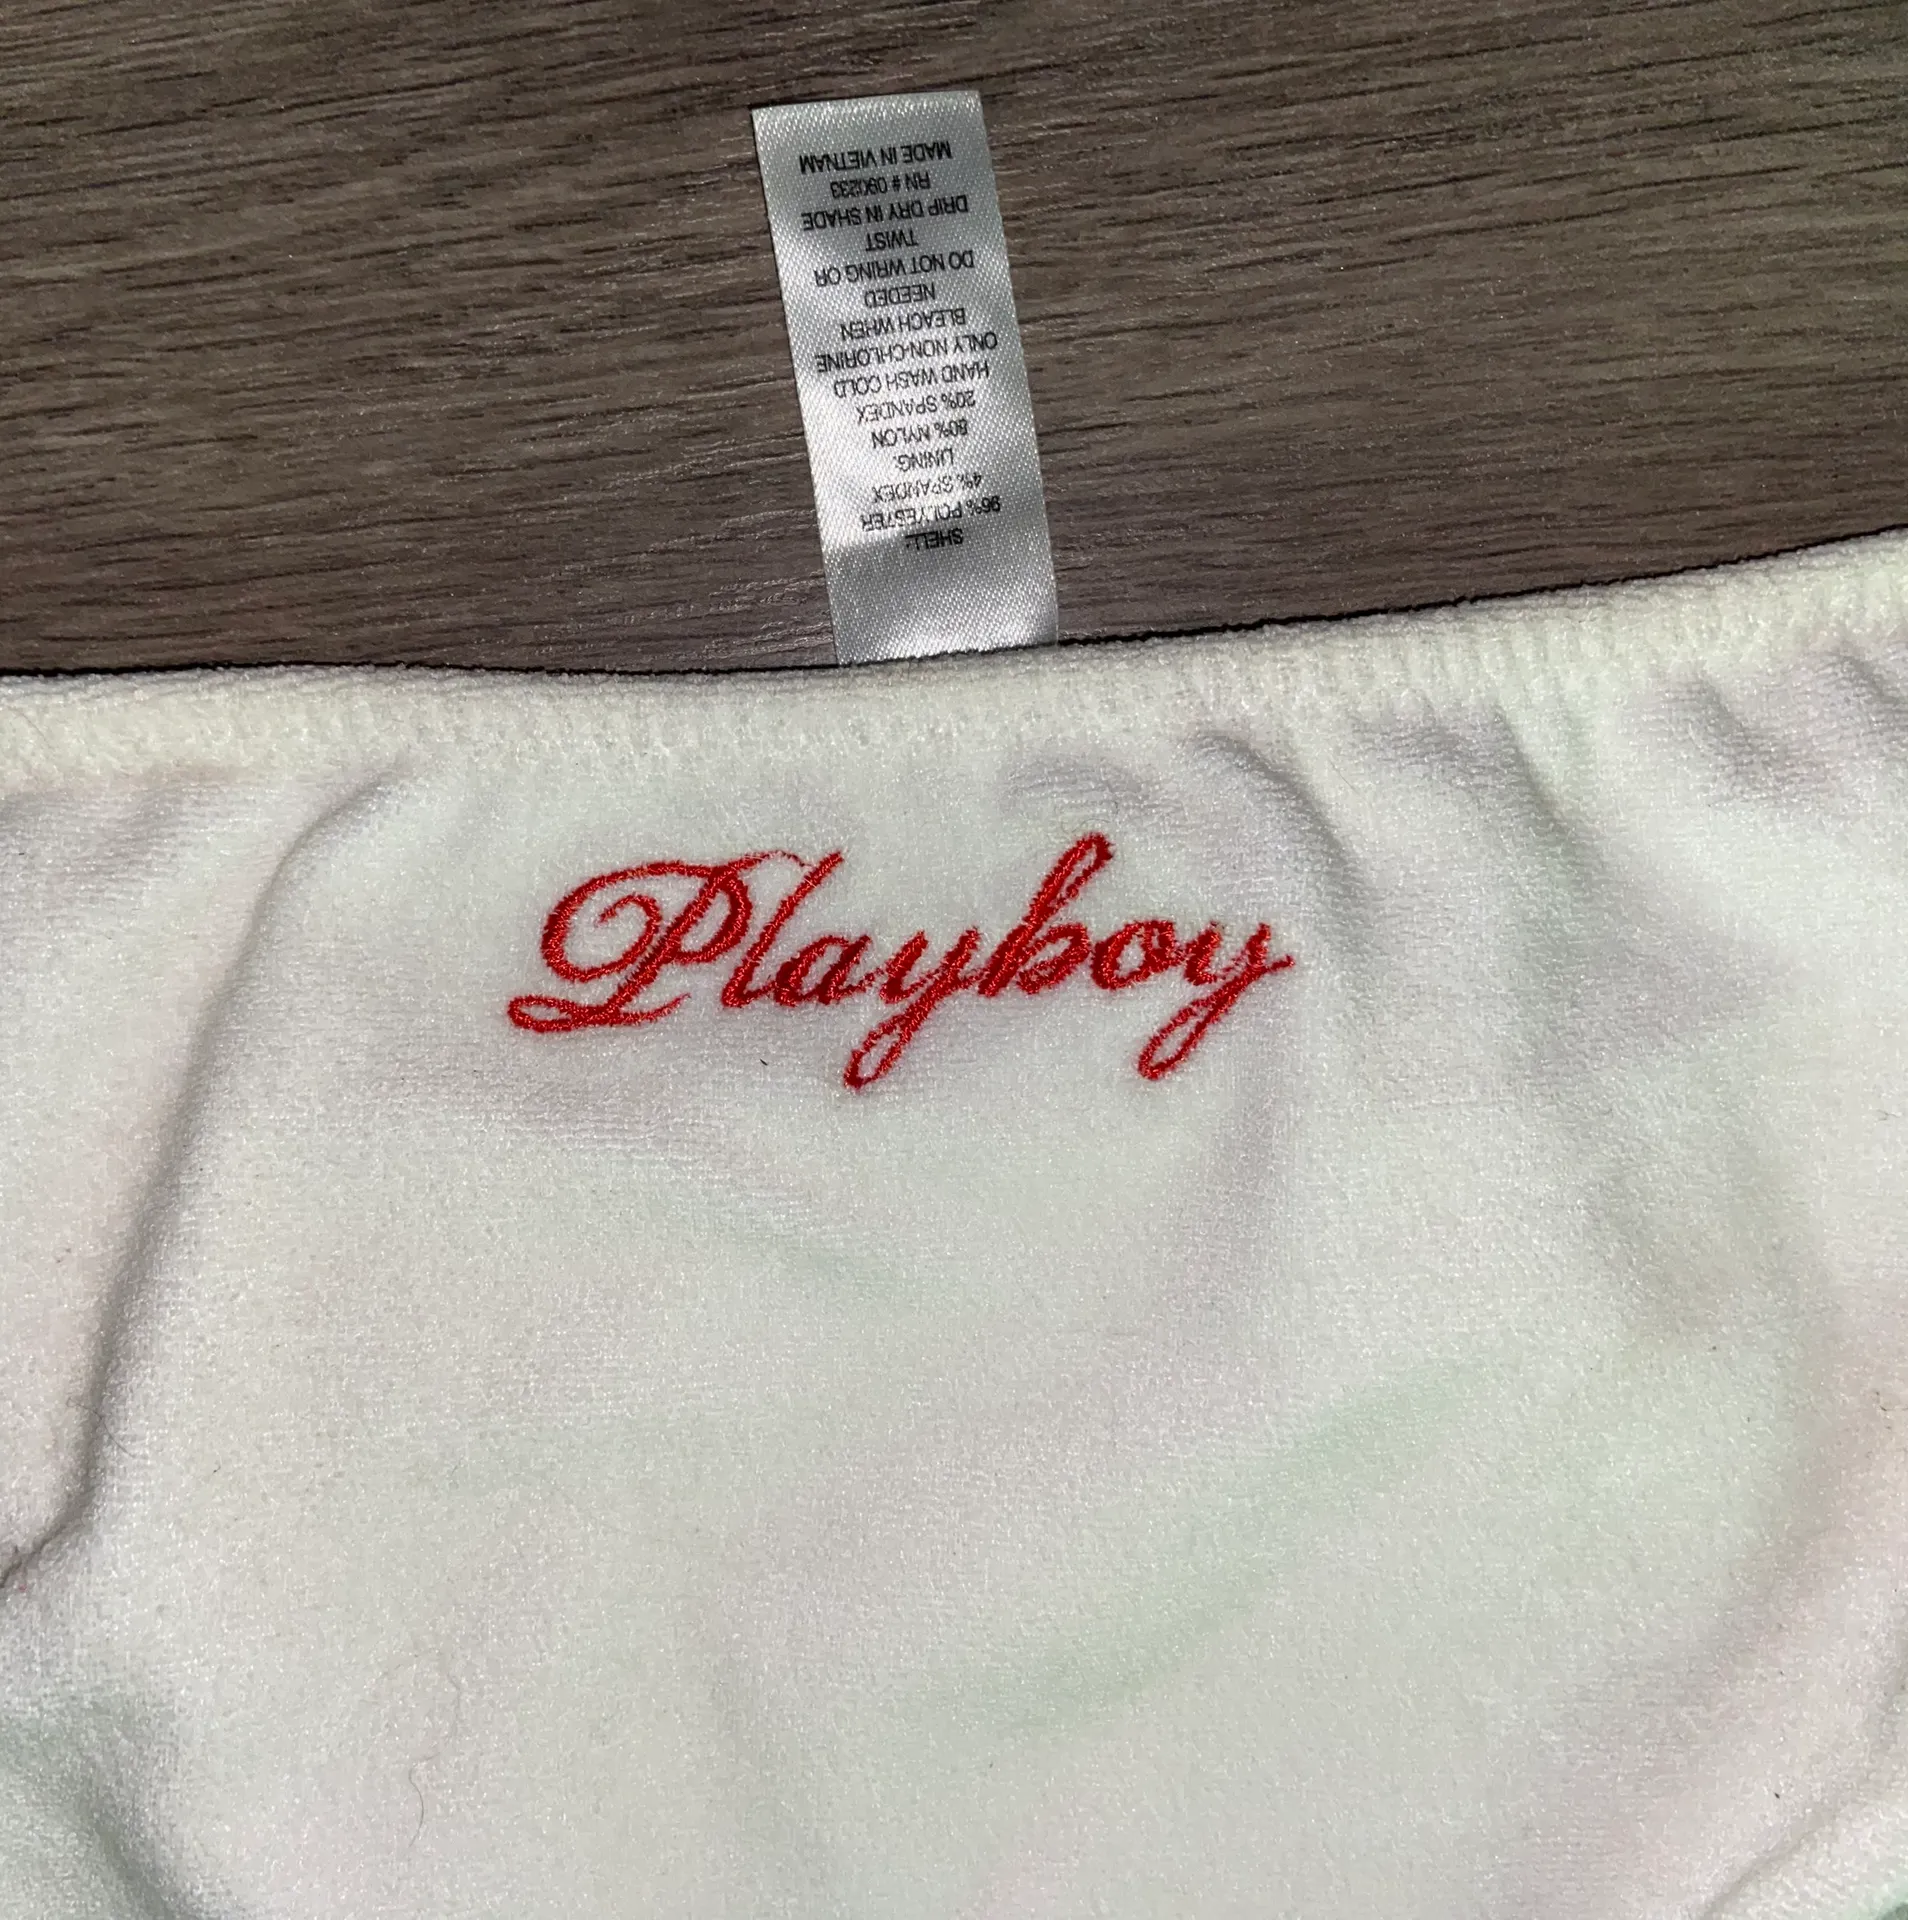 Playboy
SHELL:
96% POLYESTER
4% SPANDEX
LINING:
80% NYLON
20% SPANDEX
HAND WASH COLD
ONLY NON-CHLORINE
BLEACH WHEN
NEEDED
DO NOT WRING OR
TWIST
DRIP DRY IN SHADE
RN # 090233
MADE IN VIETNAM